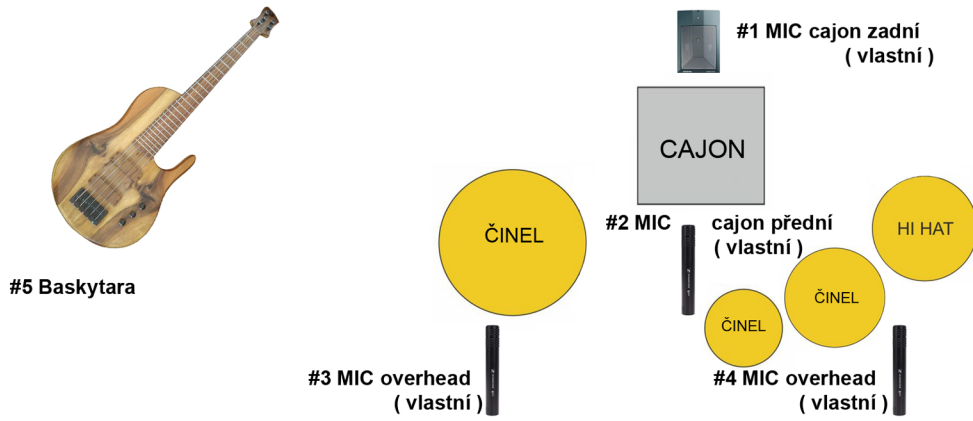 #1 MIC cajon zadní
( vlastní )
CAJON
#2 MIC cajon přední
( vlastní )
ČINEL
HI HAT
ČINEL
ČINEL
#5 Baskytara
#3 MIC overhead
( vlastní )
#4 MIC overhead
( vlastní )